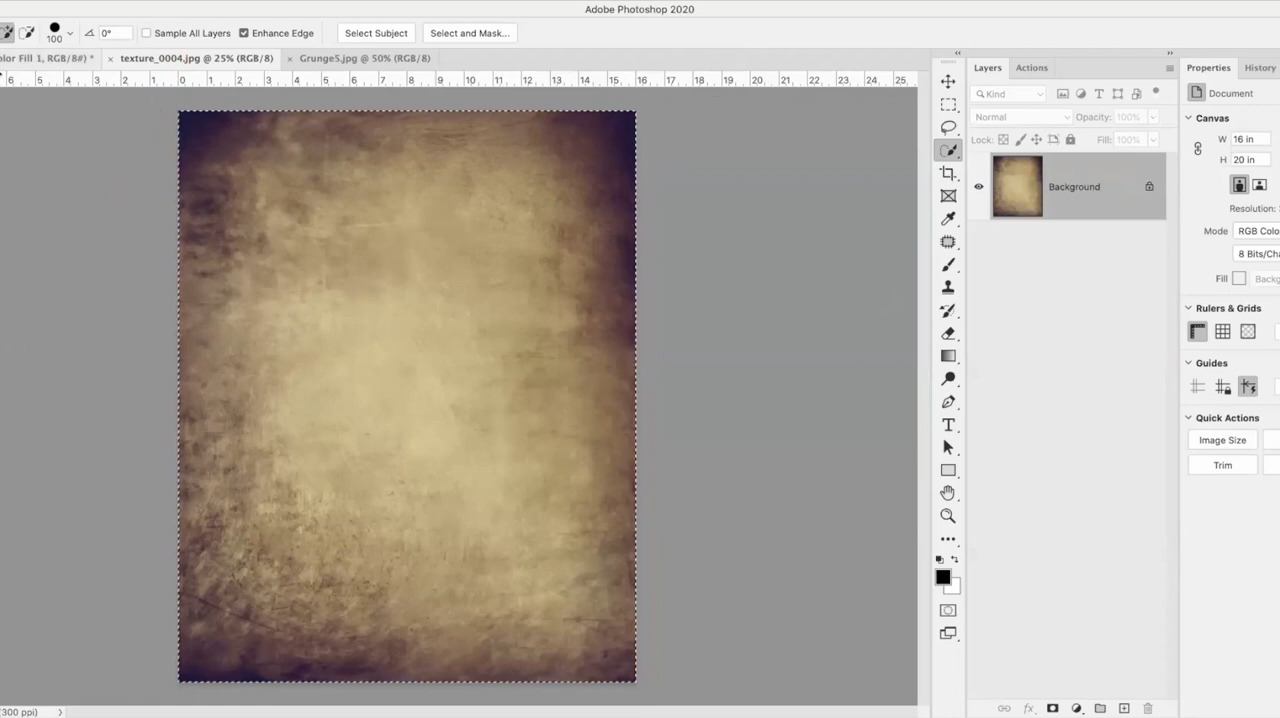 Adobe Photoshop 2020
100 0° Sample All Layers Enhance Edge Select Subject Select and Mask...
olor Fill 1, RGB/8#) * × texture_0004.jpg @ 25% (RGB/8) × Grunge5.jpg @ 50% (RGB/8)
6 5 4 3 2 1 0 1 2 3 4 5 6 7 8 9 10 11 12 13 14 15 16 17 18 19 20 21 22 23 24 25
Layers Actions
Kind
Normal Opacity: 100%
Lock: Fill: 100%
Background
Properties History
Document
Canvas
W 16 in
H 20 in
Resolution:
Mode RGB Colo
8 Bits/Cha
Fill Backg
Rulers & Grids
Guides
Quick Actions
Image Size
Trim
(300 ppi)
fx